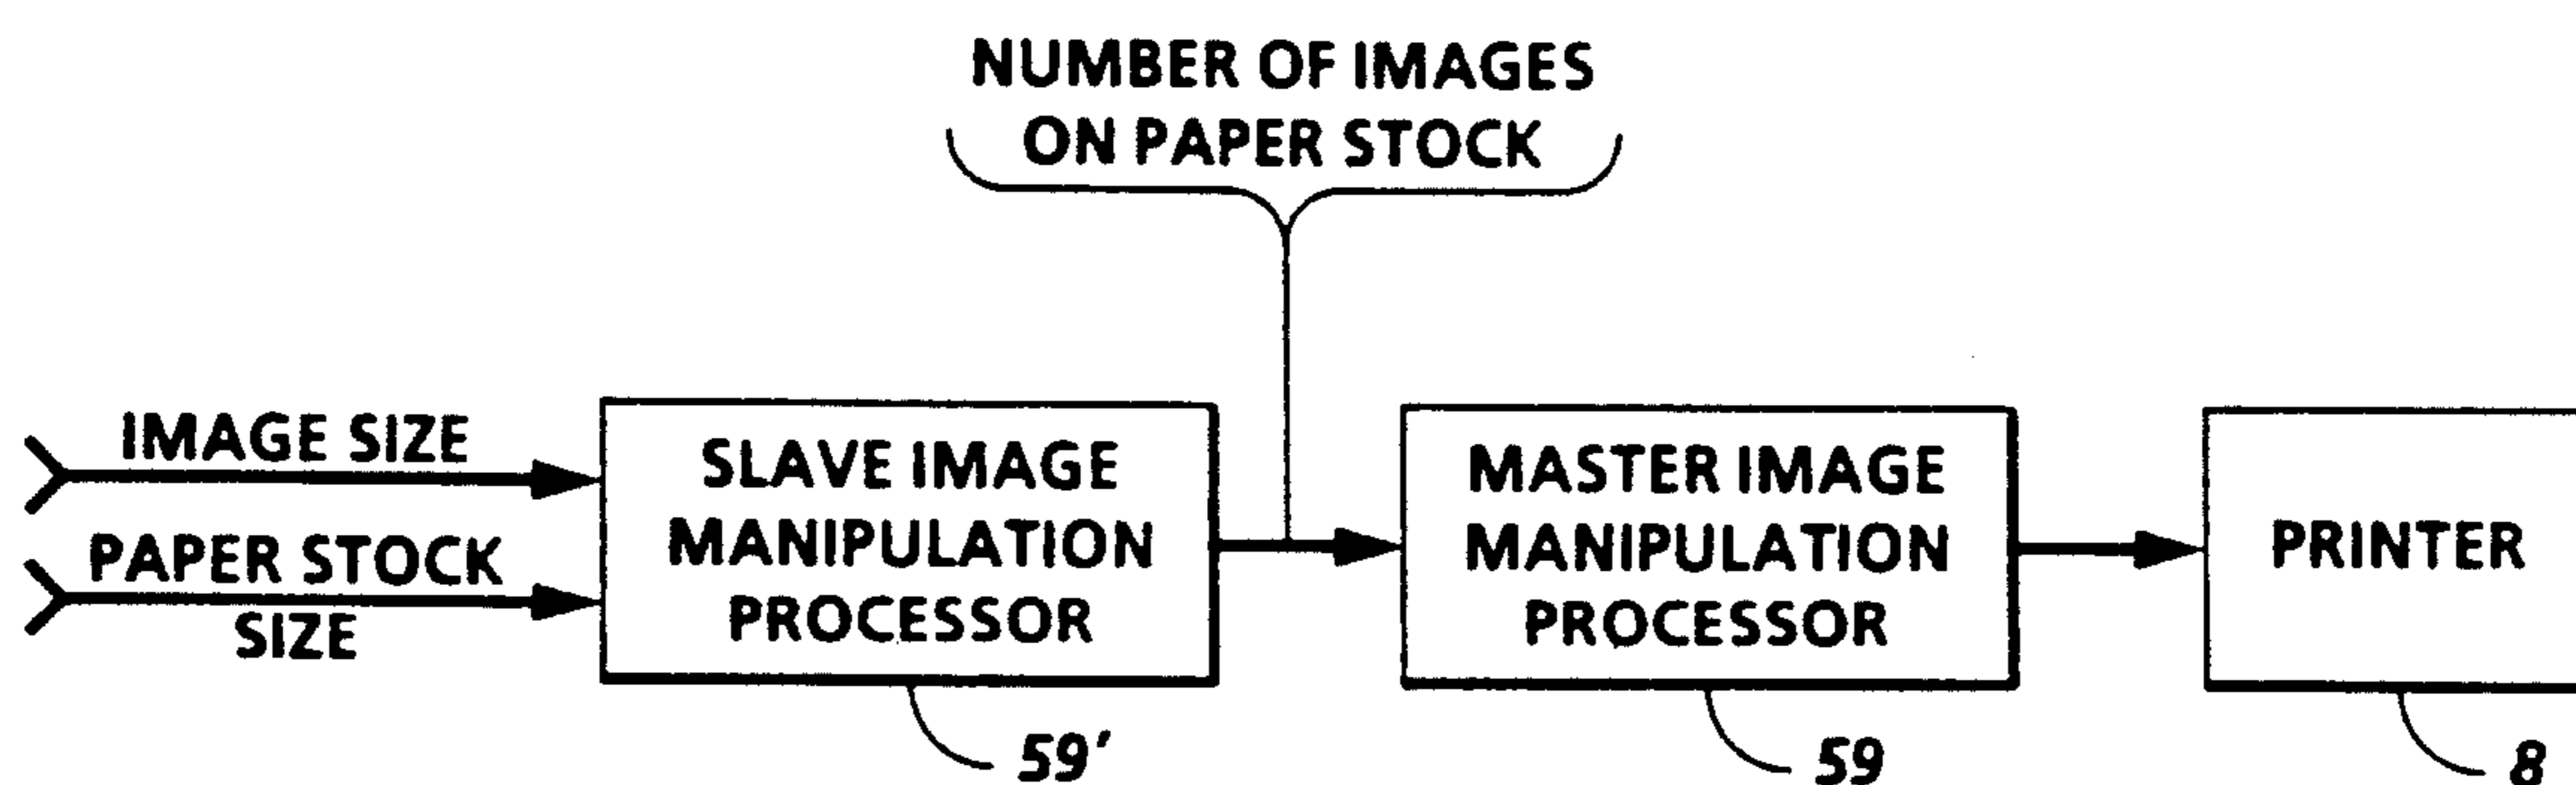 NUMBER OF IMAGES
ON PAPER STOCK
IMAGE SIZE
PAPER STOCK
SIZE
SLAVE IMAGE
MANIPULATION
PROCESSOR
59'
MASTER IMAGE
MANIPULATION
PROCESSOR
59
PRINTER
8